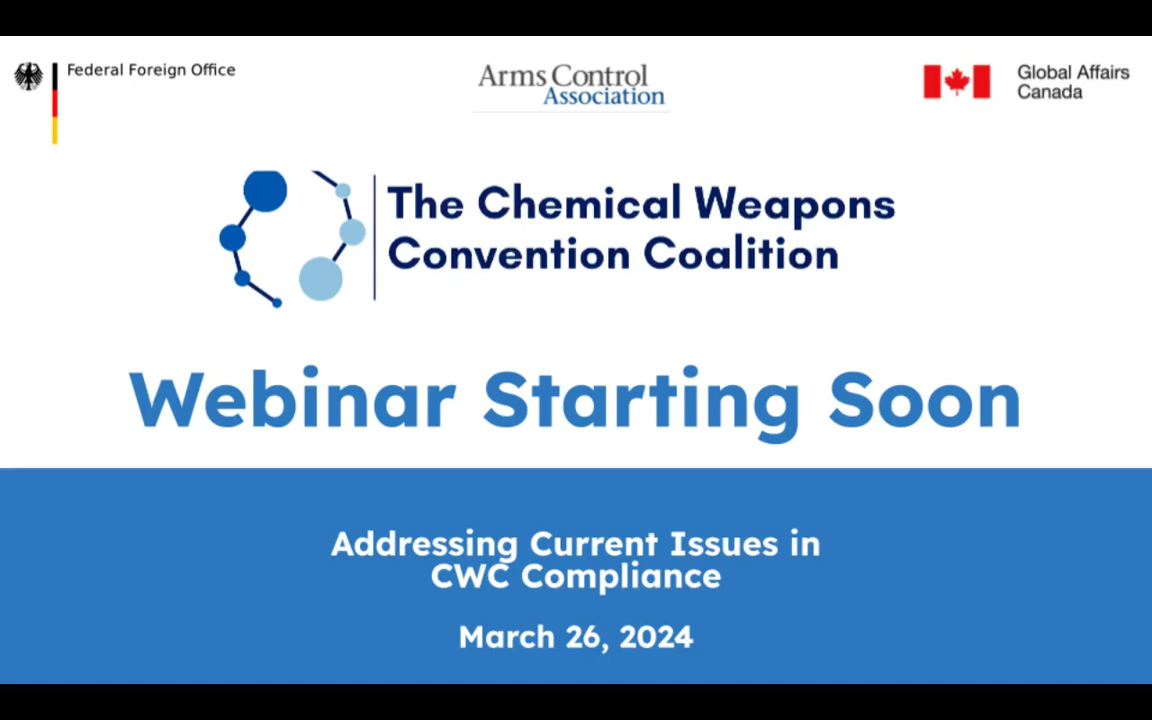 Federal Foreign Office
Arms Control
Association
Global Affairs
Canada
The Chemical Weapons
Convention Coalition
Webinar Starting Soon
Addressing Current Issues in
CWC Compliance
March 26, 2024